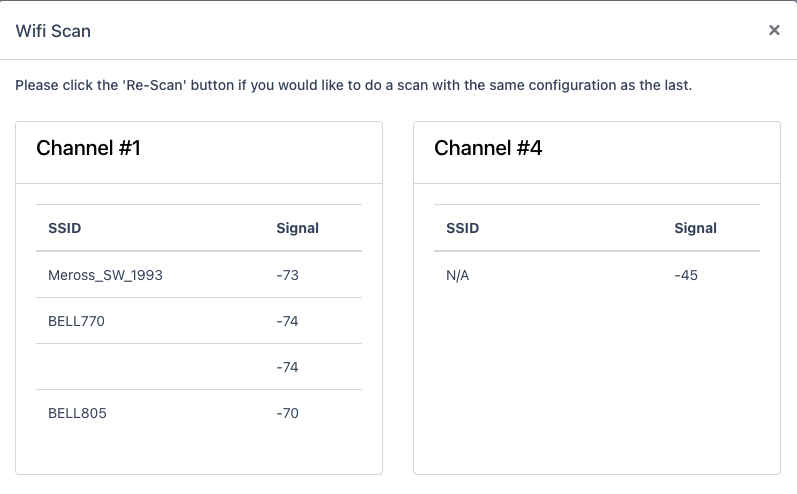 Wifi Scan
×
Please click the 'Re-Scan' button if you would like to do a scan with the same configuration as the last.
Channel #1
SSID Signal
Meross_SW_1993 -73
BELL770 -74
-74
BELL805 -70
Channel #4
SSID Signal
N/A -45